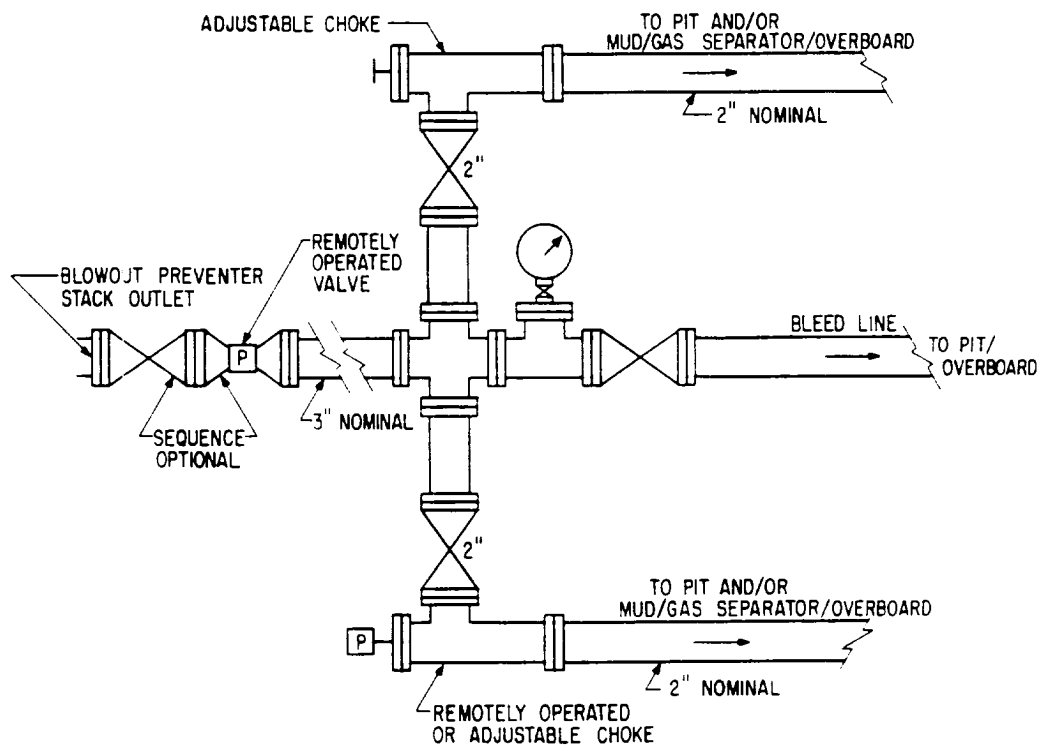 ADJUSTABLE CHOKE
TO PIT AND/OR
MUD/GAS SEPARATOR/OVERBOARD
2" NOMINAL
2"
REMOTELY
OPERATED
VALVE
BLOWOJT PREVENTER
STACK OUTLET
P
BLEED LINE
TO PIT/
OVERBOARD
3" NOMINAL
SEQUENCE
OPTIONAL
2"
TO PIT AND/OR
MUD/GAS SEPARATOR/OVERBOARD
P
2" NOMINAL
REMOTELY OPERATED
OR ADJUSTABLE CHOKE